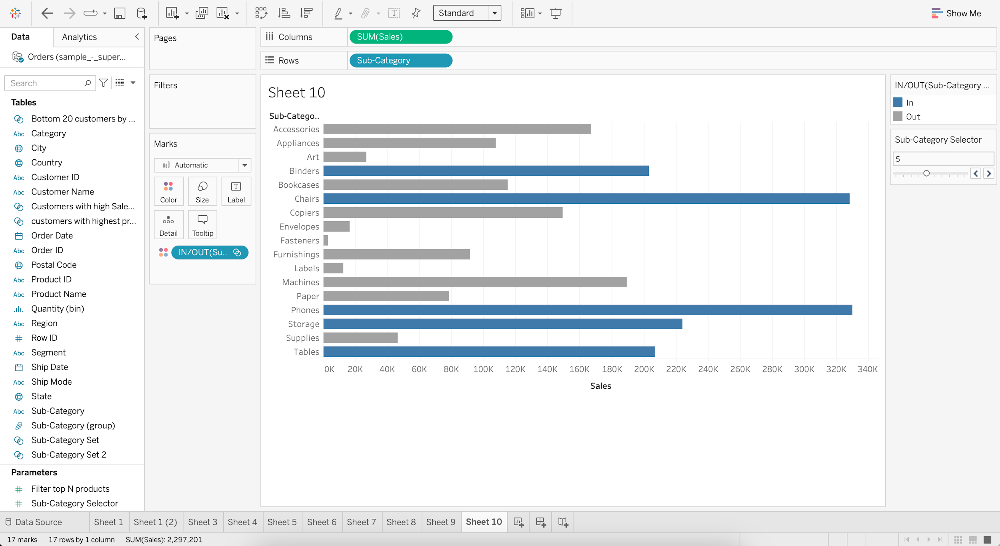 Standard
Show Me
Data
Analytics
Orders (sample_-_super...
Search
Tables
Bottom 20 customers by ...
Abc Category
City
Country
Abc Customer ID
Abc Customer Name
Customers with high Sale...
customers with highest pr...
Order Date
Abc Order ID
Postal Code
Abc Product ID
Abc Product Name
Quantity (bin)
Abc Region
# Row ID
Abc Segment
Ship Date
Abc Ship Mode
State
Abc Sub-Category
Sub-Category (group)
Sub-Category Set
Sub-Category Set 2
Parameters
# Filter top N products
# Sub-Category Selector
Pages
Filters
Marks
Automatic
Color
Size
T
Label
Detail
Tooltip
IN/OUT(Su..
Columns
SUM(Sales)
Rows
Sub-Category
Sheet 10
Sub-Catego..
Accessories
Appliances
Art
Binders
Bookcases
Chairs
Copiers
Envelopes
Fasteners
Furnishings
Labels
Machines
Paper
Phones
Storage
Supplies
Tables
0K 20K 40K 60K 80K 100K 120K 140K 160K 180K 200K 220K 240K 260K 280K 300K 320K 340K
Sales
IN/OUT(Sub-Category ...
In
Out
Sub-Category Selector
5
Data Source
Sheet 1
Sheet 1 (2)
Sheet 3
Sheet 4
Sheet 5
Sheet 6
Sheet 7
Sheet 8
Sheet 9
Sheet 10
17 marks
17 rows by 1 column
SUM(Sales): 2,297,201